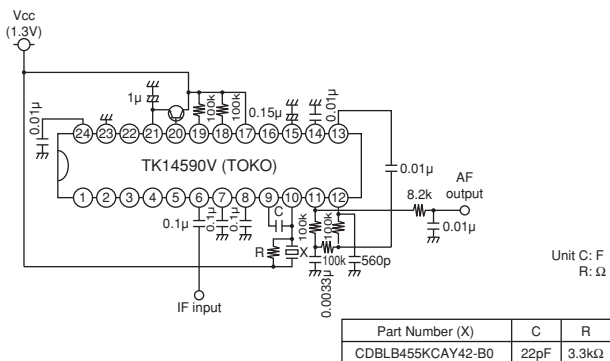 Vcc
(1.3V)
1μ
100k
100k
0.15μ
0.01μ
0.01μ
24 23 22 21 20 19 18 17 16 15 14 13
TK14590V (TOKO)
0.01μ
AF
output
1 2 3 4 5 6 7 8 9 10 11 12
8.2k
0.1μ
0.1μ
0.1μ
C
100k
100k
0.01μ
R
X
100k
560p
0.0033μ
IF input
Unit C: F
R: Ω
Part Number (X) C R
CDBLB455KCAY42-B0 22pF 3.3kΩ